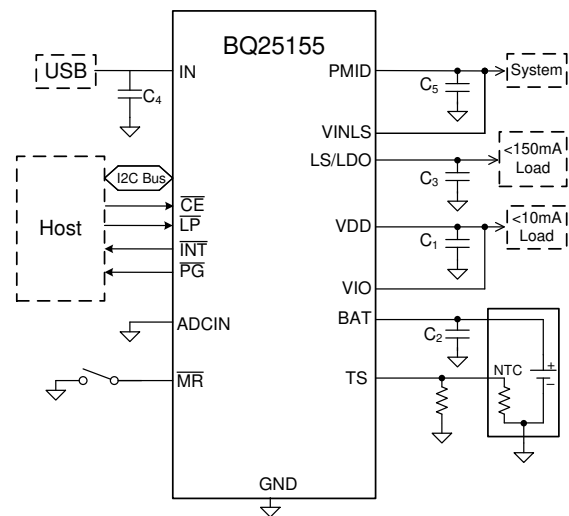 BQ25155
USB
IN
C4
PMID
C5
System
VINLS
LS/LDO
C3
<150mA
Load
I2C Bus
Host
CE
LP
INT
PG
VDD
C1
<10mA
Load
VIO
ADCIN
BAT
C2
+
−
MR
TS
NTC
GND